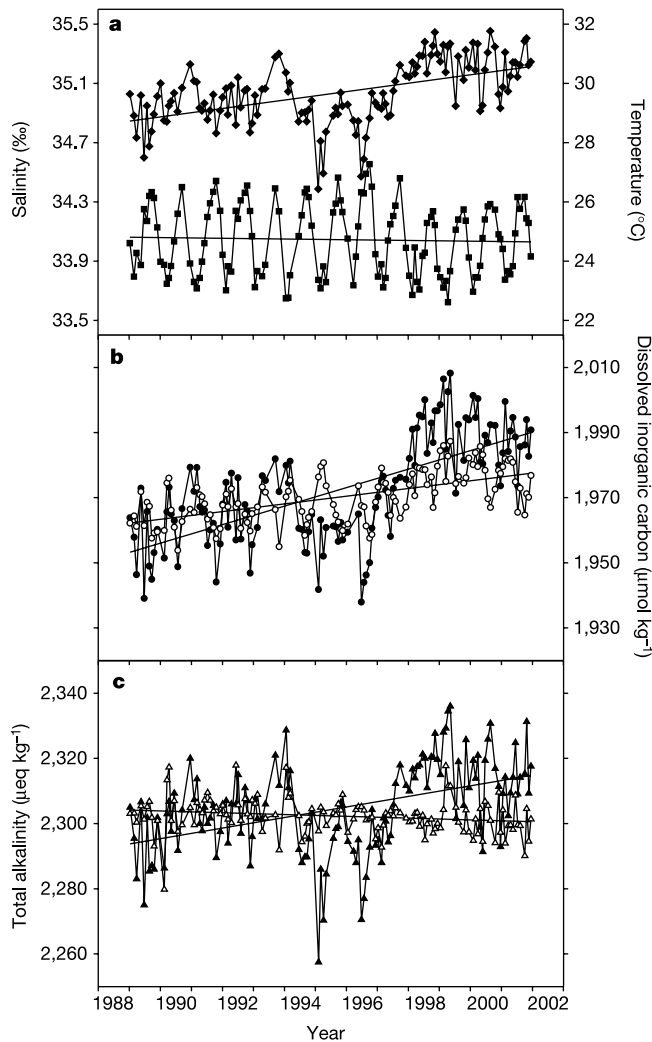 a
35.5
35.1
34.7
34.3
33.9
33.5
Salinity (‰)
32
30
28
26
24
22
Temperature (°C)
b
2,010
1,990
1,970
1,950
1,930
Dissolved inorganic carbon (μmol kg⁻¹)
c
2,340
2,320
2,300
2,280
2,260
Total alkalinity (μeq kg⁻¹)
1988 1990 1992 1994 1996 1998 2000 2002
Year